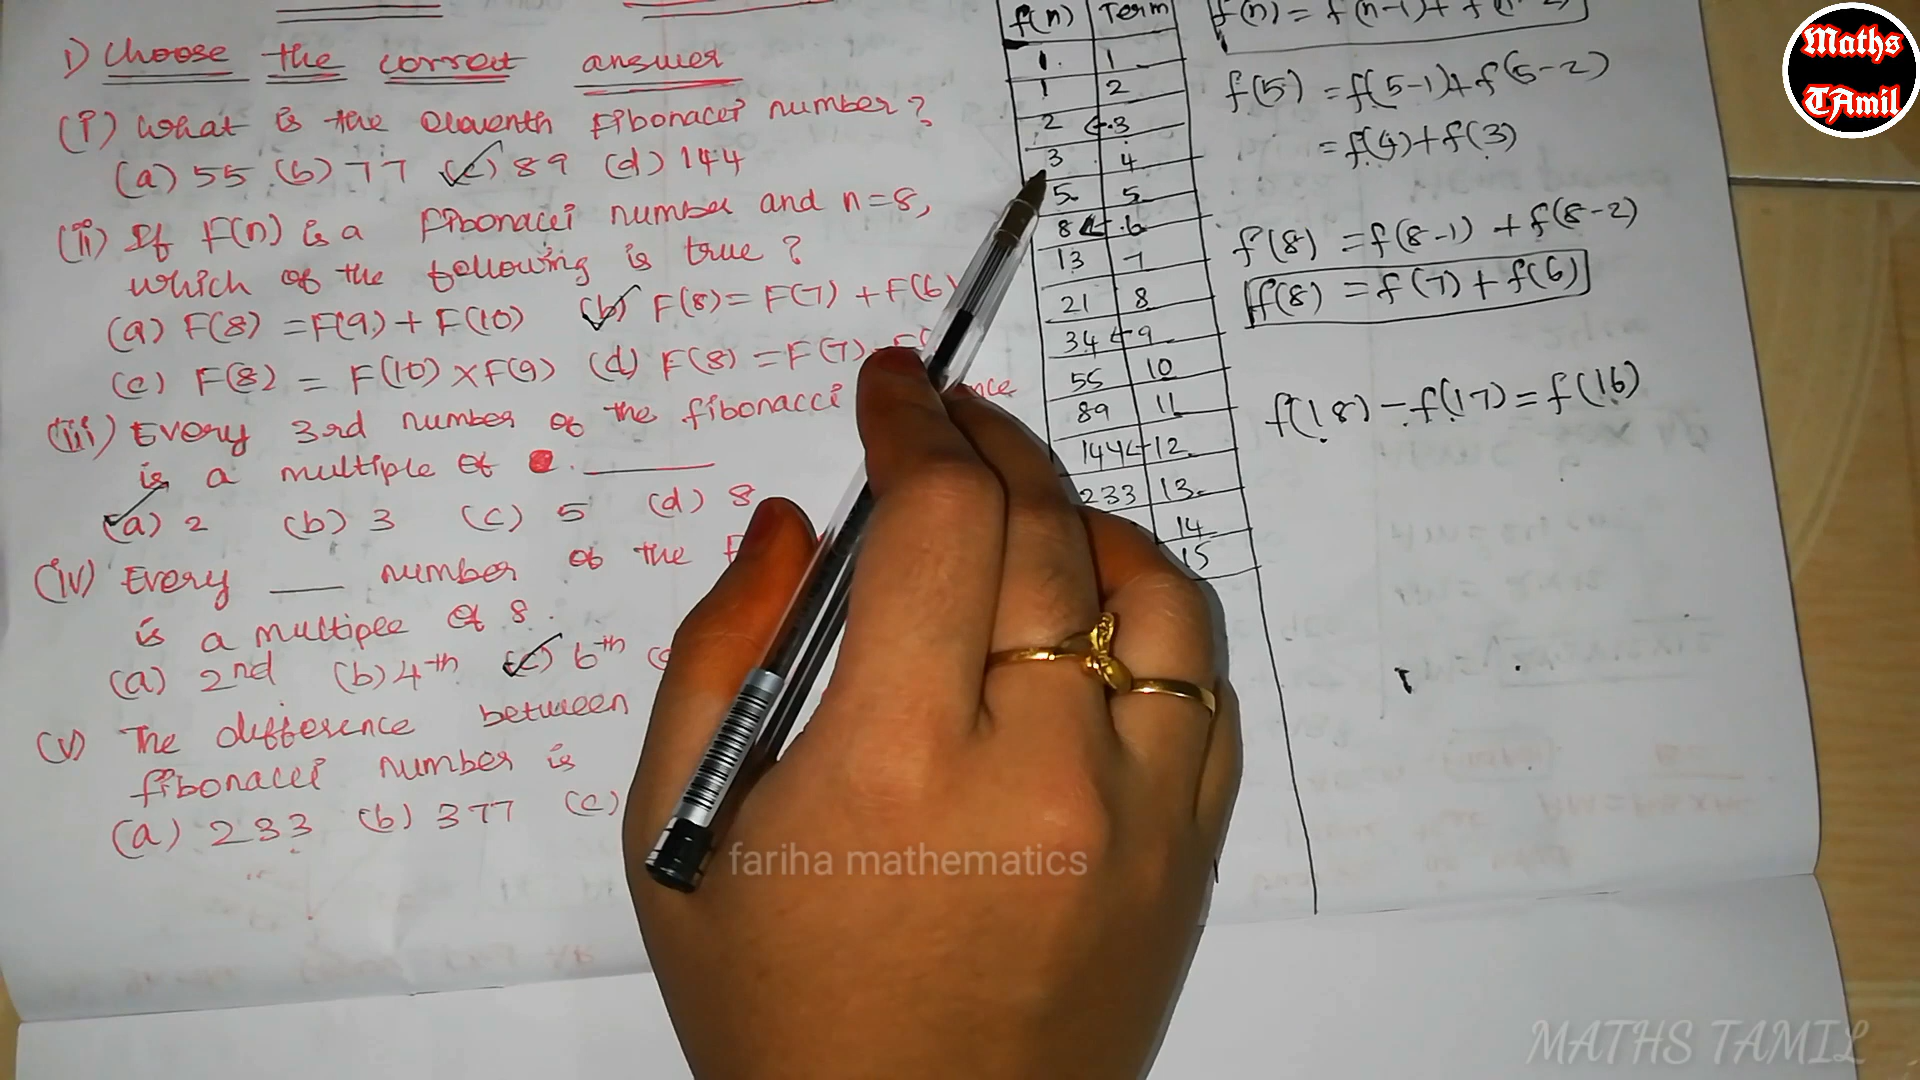 1) Choose the correct answer
(i) What is the eleventh Fibonacci number?
(a) 55 (b) 77 (c) 89 (d) 144
(ii) If F(n) is a Fibonacci number and n=8,
which of the following is true?
(a) F(8) = F(9) + F(10) (b) F(8) = F(7) + F(6)
(c) F(8) = F(10) x F(9) (d) F(8) = F(7) -
(iii) Every 3rd number of the fibonacci
is a multiple of
(a) 2 (b) 3 (c) 5 (d) 8
(iv) Every ___ number of the
is a multiple of 8.
(a) 2nd (b) 4th (c) 6th
(v) The difference between
fibonacci number is
(a) 233 (b) 377 (c)
f(n) Term
1 1
1 2
2 3
3 4
5 5
8 6
13 7
21 8
34 9
55 10
89 11
144 12
233 13
14
15
f(n) = f(n-1) + f(n-2)
f(5) = f(5-1) + f(5-2)
= f(4) + f(3)
f(8) = f(8-1) + f(8-2)
f(8) = f(7) + f(6)
f(18) - f(17) = f(16)
Maths
TAmil
fariha mathematics
MATHS TAMIL